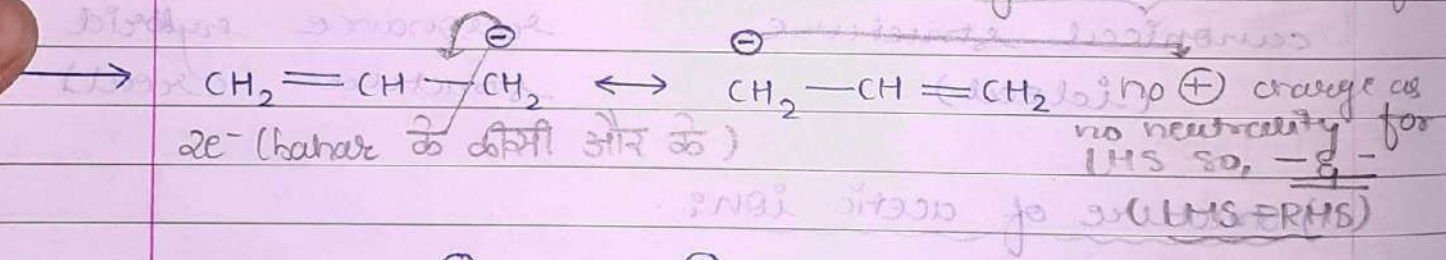 ⊖ ⊖
→ CH₂=CH—CH₂ ↔ CH₂—CH=CH₂ no ⊕ charge as
2e⁻ (bahar के कीसी और के) no neutrality for
LHS so, — & -
(LHS = RHS)